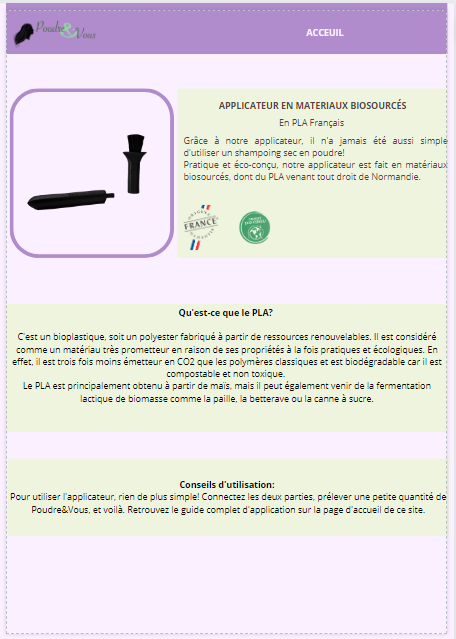 Poudre&Vous
ACCEUIL
APPLICATEUR EN MATERIAUX BIOSOURCÉS
En PLA Français
Grâce à notre applicateur, il n'a jamais été aussi simple
d'utiliser un shampoing sec en poudre!
Pratique et éco-conçu, notre applicateur est fait en matériaux
biosourcés, dont du PLA venant tout droit de Normandie.
ORIGINE
FRANCE
GARANTIE
Qu'est-ce que le PLA?
C'est un bioplastique, soit un polyester fabriqué à partir de ressources renouvelables. Il est considéré
comme un matériau très prometteur en raison de ses propriétés à la fois pratiques et écologiques. En
effet, il est trois fois moins émetteur en CO2 que les polymères classiques et est biodégradable car il est
compostable et non toxique.
Le PLA est principalement obtenu à partir de maïs, mais il peut également venir de la fermentation
lactique de biomasse comme la paille, la betterave ou la canne à sucre.
Conseils d'utilisation:
Pour utiliser l'applicateur, rien de plus simple! Connectez les deux parties, prélever une petite quantité de
Poudre&Vous, et voilà. Retrouvez le guide complet d'application sur la page d'accueil de ce site.